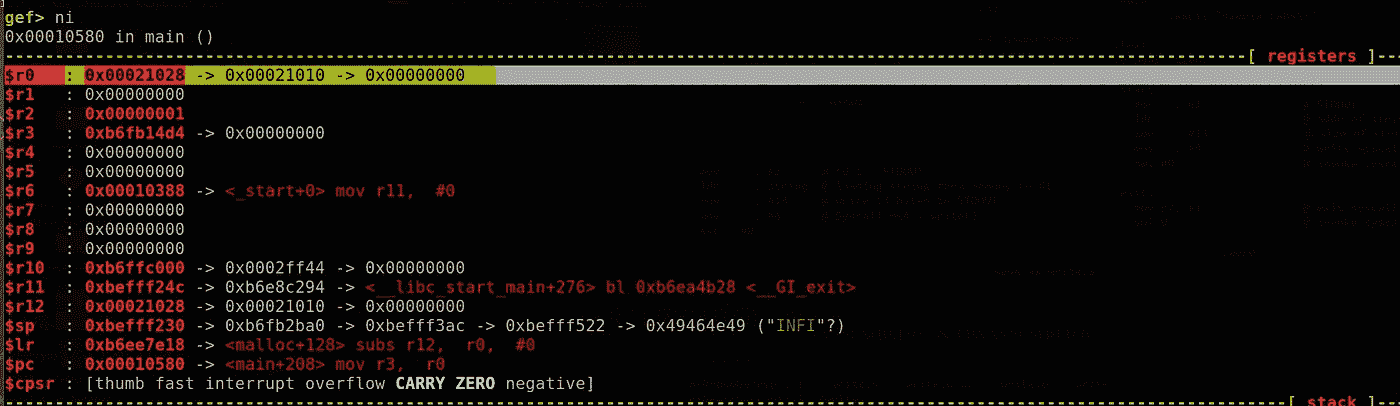 gef> ni
0x00010580 in main ()
[ registers ]
$r0 : 0x00021028 -> 0x00021010 -> 0x00000000
$r1 : 0x00000000
$r2 : 0x00000001
$r3 : 0xb6fb14d4 -> 0x00000000
$r4 : 0x00000000
$r5 : 0x00000000
$r6 : 0x00010388 -> <_start+0> mov r11, #0
$r7 : 0x00000000
$r8 : 0x00000000
$r9 : 0x00000000
$r10 : 0xb6ffc000 -> 0x0002ff44 -> 0x00000000
$r11 : 0xbefff24c -> 0xb6e8c294 -> <__libc_start_main+276> bl 0xb6ea4b28 <__GI_exit>
$r12 : 0x00021028 -> 0x00021010 -> 0x00000000
$sp : 0xbefff230 -> 0xb6fb2ba0 -> 0xbefff3ac -> 0xbefff522 -> 0x49464e49 ("INFI"?)
$lr : 0xb6ee7e18 -> <malloc+128> subs r12, r0, #0
$pc : 0x00010580 -> <main+208> mov r3, r0
$cpsr : [thumb fast interrupt overflow CARRY ZERO negative]
[ stack ]